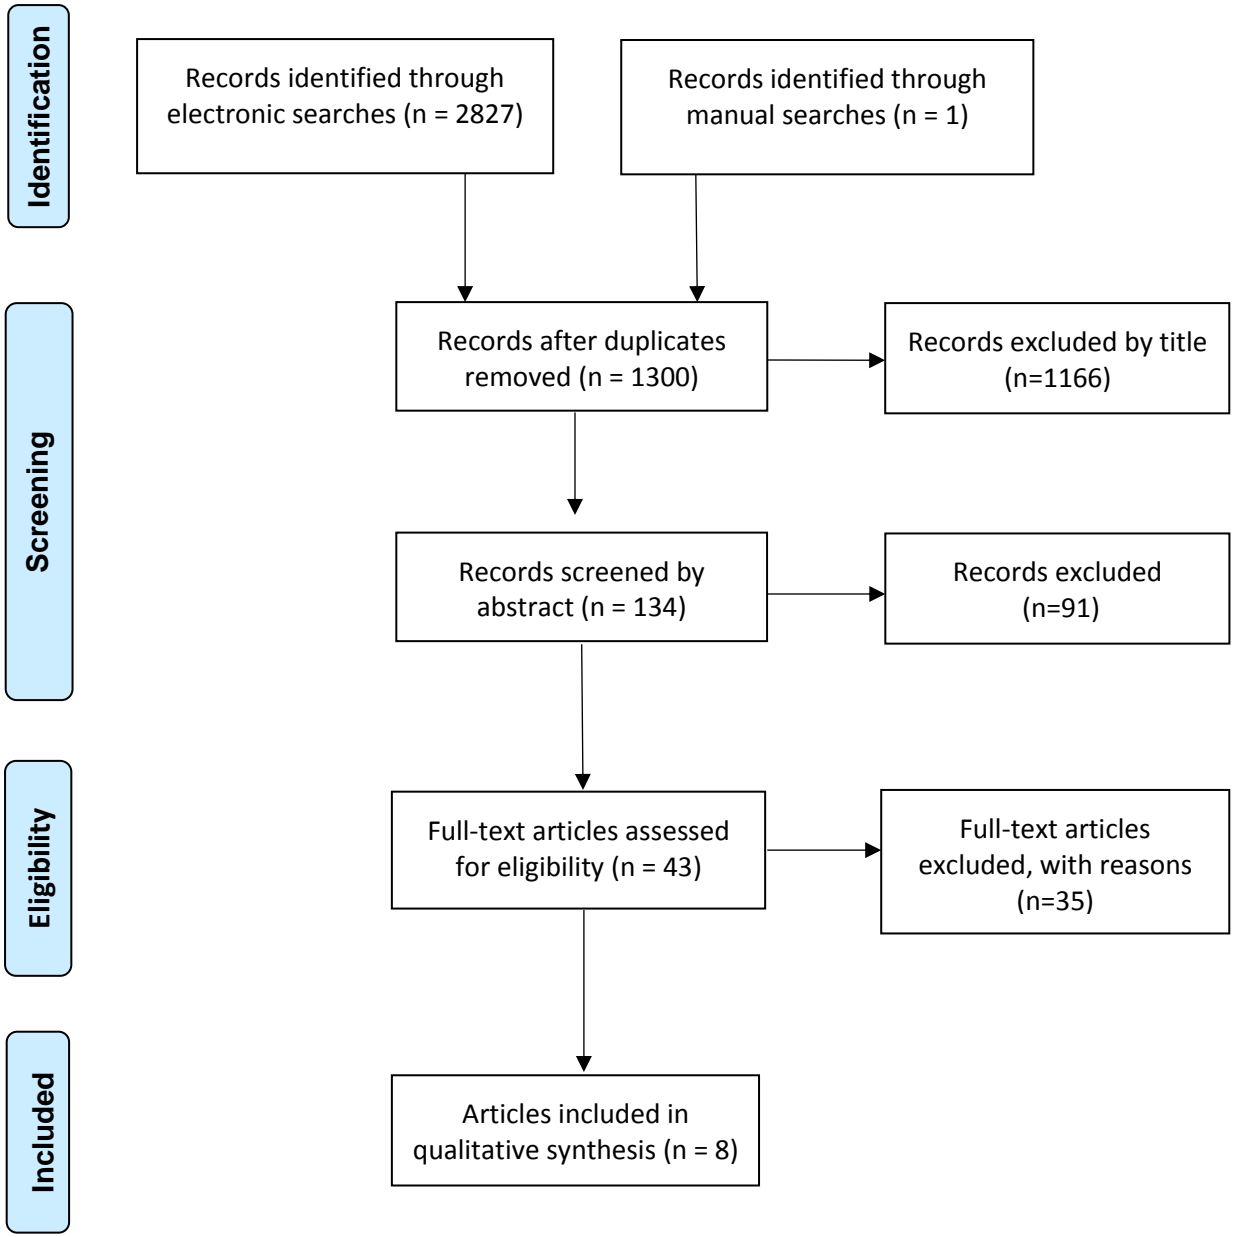 Identification
Records identified through
electronic searches (n = 2827)
Records identified through
manual searches (n = 1)
Screening
Records after duplicates
removed (n = 1300)
Records excluded by title
(n=1166)
Records screened by
abstract (n = 134)
Records excluded
(n=91)
Eligibility
Full-text articles assessed
for eligibility (n = 43)
Full-text articles
excluded, with reasons
(n=35)
Included
Articles included in
qualitative synthesis (n = 8)